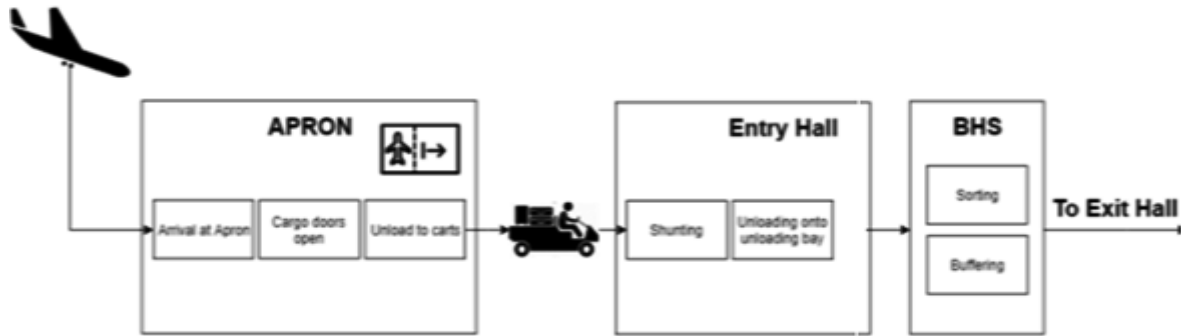 APRON
Arrival at Apron
Cargo doors
open
Unload to carts
Entry Hall
Shunting
Unloading onto
unloading bay
BHS
Sorting
Buffering
To Exit Hall